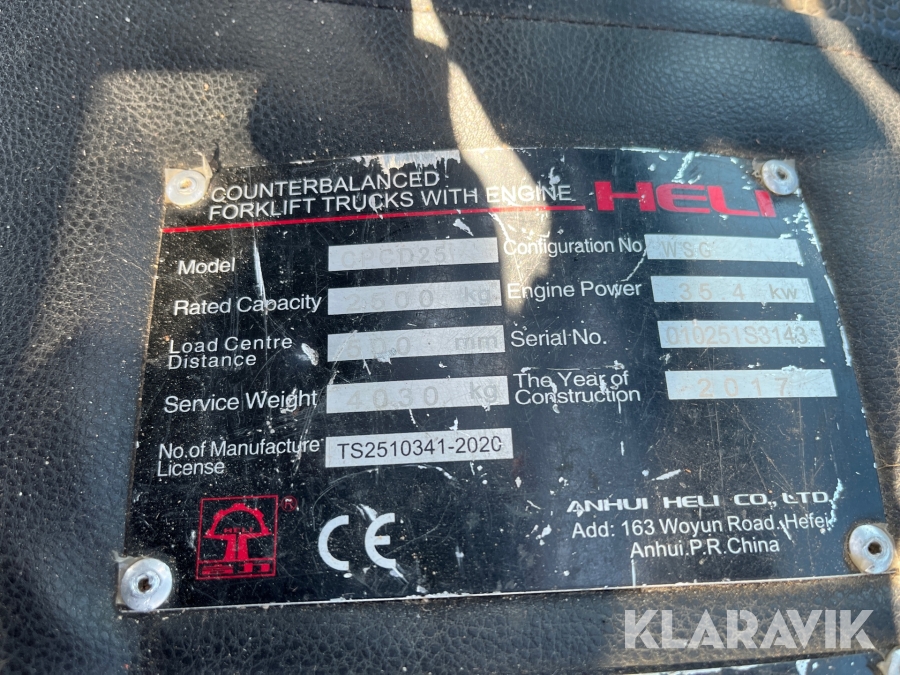 COUNTERBALANCED
FORKLIFT TRUCKS WITH ENGINE HELI
Model CPCD25 Configuration No. WSG
Rated Capacity 500 kg Engine Power 35 4 kw
Load Centre Distance 500 mm Serial No. 010251S3143
Service Weight 4030 kg The Year of Construction 2017
No.of Manufacture License TS2510341-2020
HELI
®
CE
ANHUI HELI CO., LTD.
Add: 163 Woyun Road. Hefei
Anhui.P.R.China
KLARAVIK